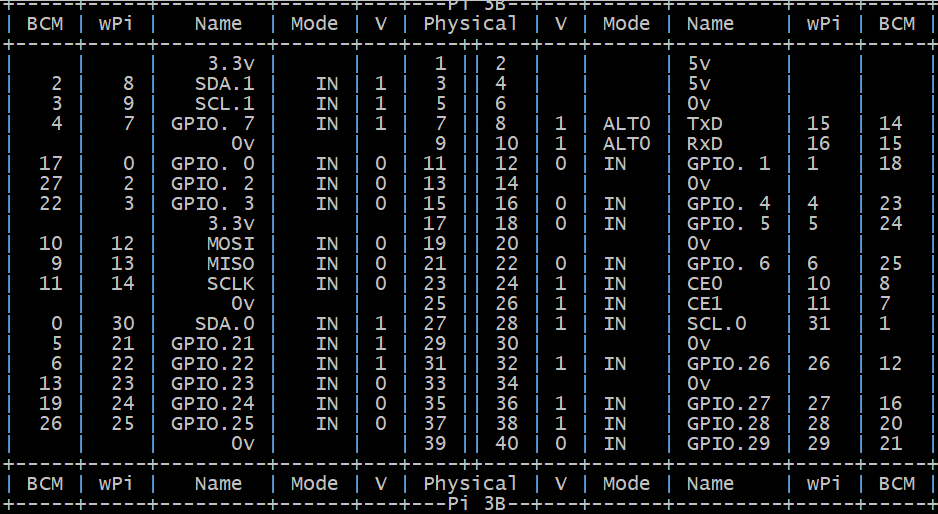 +-----+-----+---------+------+---+---Pi 3B--+---+------+---------+-----+-----+
| BCM | wPi |   Name  | Mode | V | Physical | V | Mode | Name    | wPi | BCM |
+-----+-----+---------+------+---+----++----+---+------+---------+-----+-----+
|     |     |    3.3v |      |   |  1 || 2  |   |      | 5v      |     |     |
|   2 |   8 |   SDA.1 |   IN | 1 |  3 || 4  |   |      | 5v      |     |     |
|   3 |   9 |   SCL.1 |   IN | 1 |  5 || 6  |   |      | 0v      |     |     |
|   4 |   7 | GPIO. 7 |   IN | 1 |  7 || 8  | 1 | ALT0 | TxD     | 15  | 14  |
|     |     |      0v |      |   |  9 || 10 | 1 | ALT0 | RxD     | 16  | 15  |
|  17 |   0 | GPIO. 0 |   IN | 0 | 11 || 12 | 0 | IN   | GPIO. 1 | 1   | 18  |
|  27 |   2 | GPIO. 2 |   IN | 0 | 13 || 14 |   |      | 0v      |     |     |
|  22 |   3 | GPIO. 3 |   IN | 0 | 15 || 16 | 0 | IN   | GPIO. 4 | 4   | 23  |
|     |     |    3.3v |      |   | 17 || 18 | 0 | IN   | GPIO. 5 | 5   | 24  |
|  10 |  12 |    MOSI |   IN | 0 | 19 || 20 |   |      | 0v      |     |     |
|   9 |  13 |    MISO |   IN | 0 | 21 || 22 | 0 | IN   | GPIO. 6 | 6   | 25  |
|  11 |  14 |    SCLK |   IN | 0 | 23 || 24 | 1 | IN   | CE0     | 10  | 8   |
|     |     |      0v |      |   | 25 || 26 | 1 | IN   | CE1     | 11  | 7   |
|   0 |  30 |   SDA.0 |   IN | 1 | 27 || 28 | 1 | IN   | SCL.0   | 31  | 1   |
|   5 |  21 | GPIO.21 |   IN | 1 | 29 || 30 |   |      | 0v      |     |     |
|   6 |  22 | GPIO.22 |   IN | 1 | 31 || 32 | 1 | IN   | GPIO.26 | 26  | 12  |
|  13 |  23 | GPIO.23 |   IN | 0 | 33 || 34 |   |      | 0v      |     |     |
|  19 |  24 | GPIO.24 |   IN | 0 | 35 || 36 | 1 | IN   | GPIO.27 | 27  | 16  |
|  26 |  25 | GPIO.25 |   IN | 0 | 37 || 38 | 1 | IN   | GPIO.28 | 28  | 20  |
|     |     |      0v |      |   | 39 || 40 | 0 | IN   | GPIO.29 | 29  | 21  |
+-----+-----+---------+------+---+----++----+---+------+---------+-----+-----+
| BCM | wPi |   Name  | Mode | V | Physical | V | Mode | Name    | wPi | BCM |
+-----+-----+---------+------+---+---Pi 3B--+---+------+---------+-----+-----+